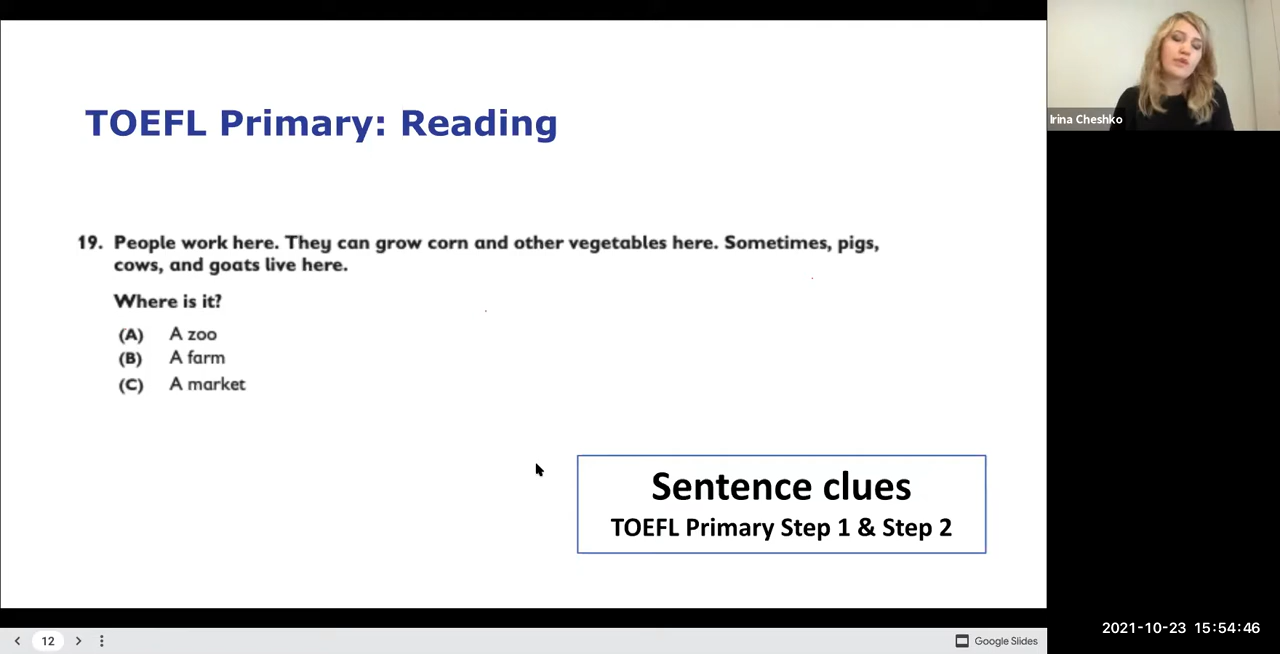 TOEFL Primary: Reading
Irina Cheshko
19. People work here. They can grow corn and other vegetables here. Sometimes, pigs,
cows, and goats live here.
Where is it?
(A) A zoo
(B) A farm
(C) A market
Sentence clues
TOEFL Primary Step 1 & Step 2
12
Google Slides
2021-10-23 15:54:46